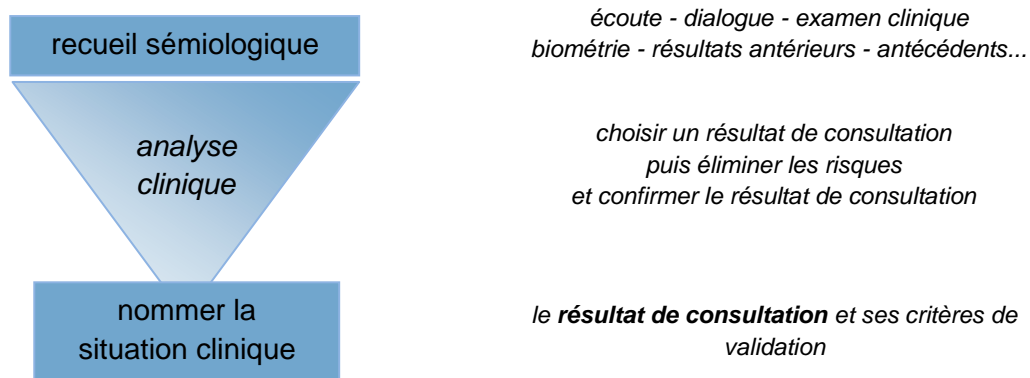 recueil sémiologique
écoute - dialogue - examen clinique
biométrie - résultats antérieurs - antécédents...
analyse
clinique
choisir un résultat de consultation
puis éliminer les risques
et confirmer le résultat de consultation
nommer la
situation clinique
le résultat de consultation et ses critères de
validation